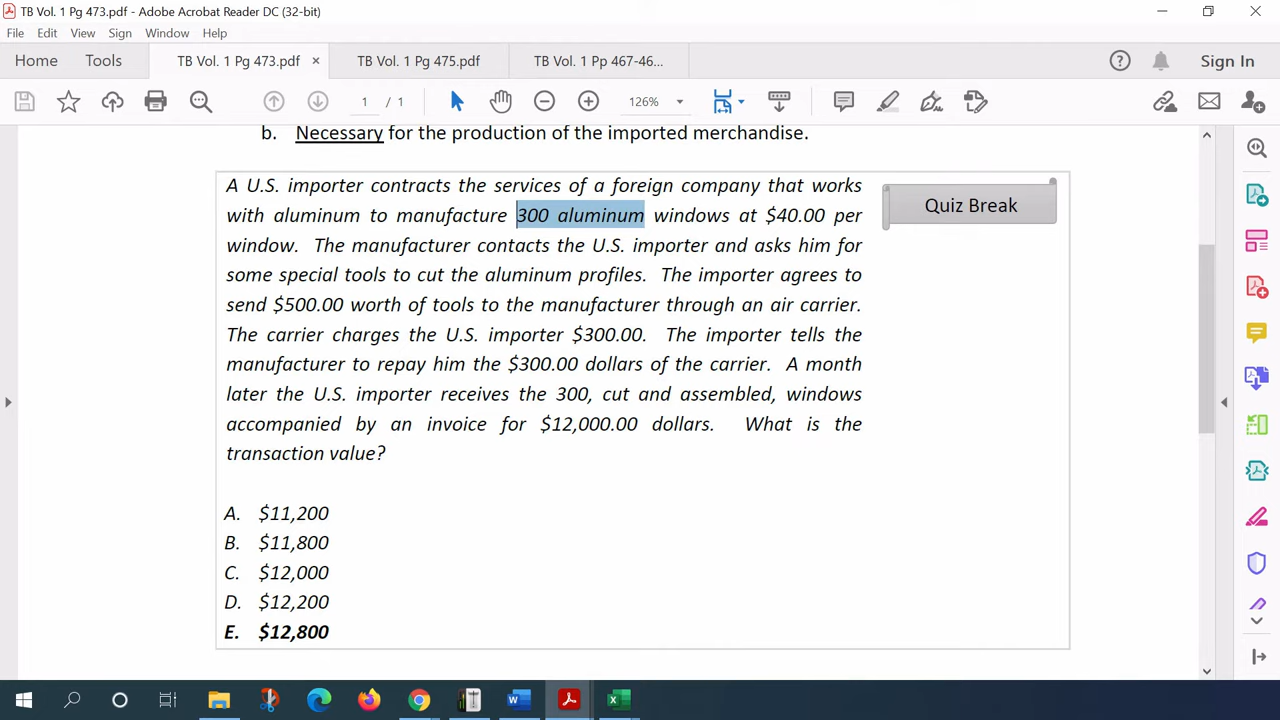 TB Vol. 1 Pg 473.pdf - Adobe Acrobat Reader DC (32-bit)
File Edit View Sign Window Help
Home Tools TB Vol. 1 Pg 473.pdf × TB Vol. 1 Pg 475.pdf TB Vol. 1 Pp 467-46... Sign In
1 / 1 126%
b. Necessary for the production of the imported merchandise.
A U.S. importer contracts the services of a foreign company that works
with aluminum to manufacture 300 aluminum windows at $40.00 per
window. The manufacturer contacts the U.S. importer and asks him for
some special tools to cut the aluminum profiles. The importer agrees to
send $500.00 worth of tools to the manufacturer through an air carrier.
The carrier charges the U.S. importer $300.00. The importer tells the
manufacturer to repay him the $300.00 dollars of the carrier. A month
later the U.S. importer receives the 300, cut and assembled, windows
accompanied by an invoice for $12,000.00 dollars. What is the
transaction value?
Quiz Break
A. $11,200
B. $11,800
C. $12,000
D. $12,200
E. $12,800